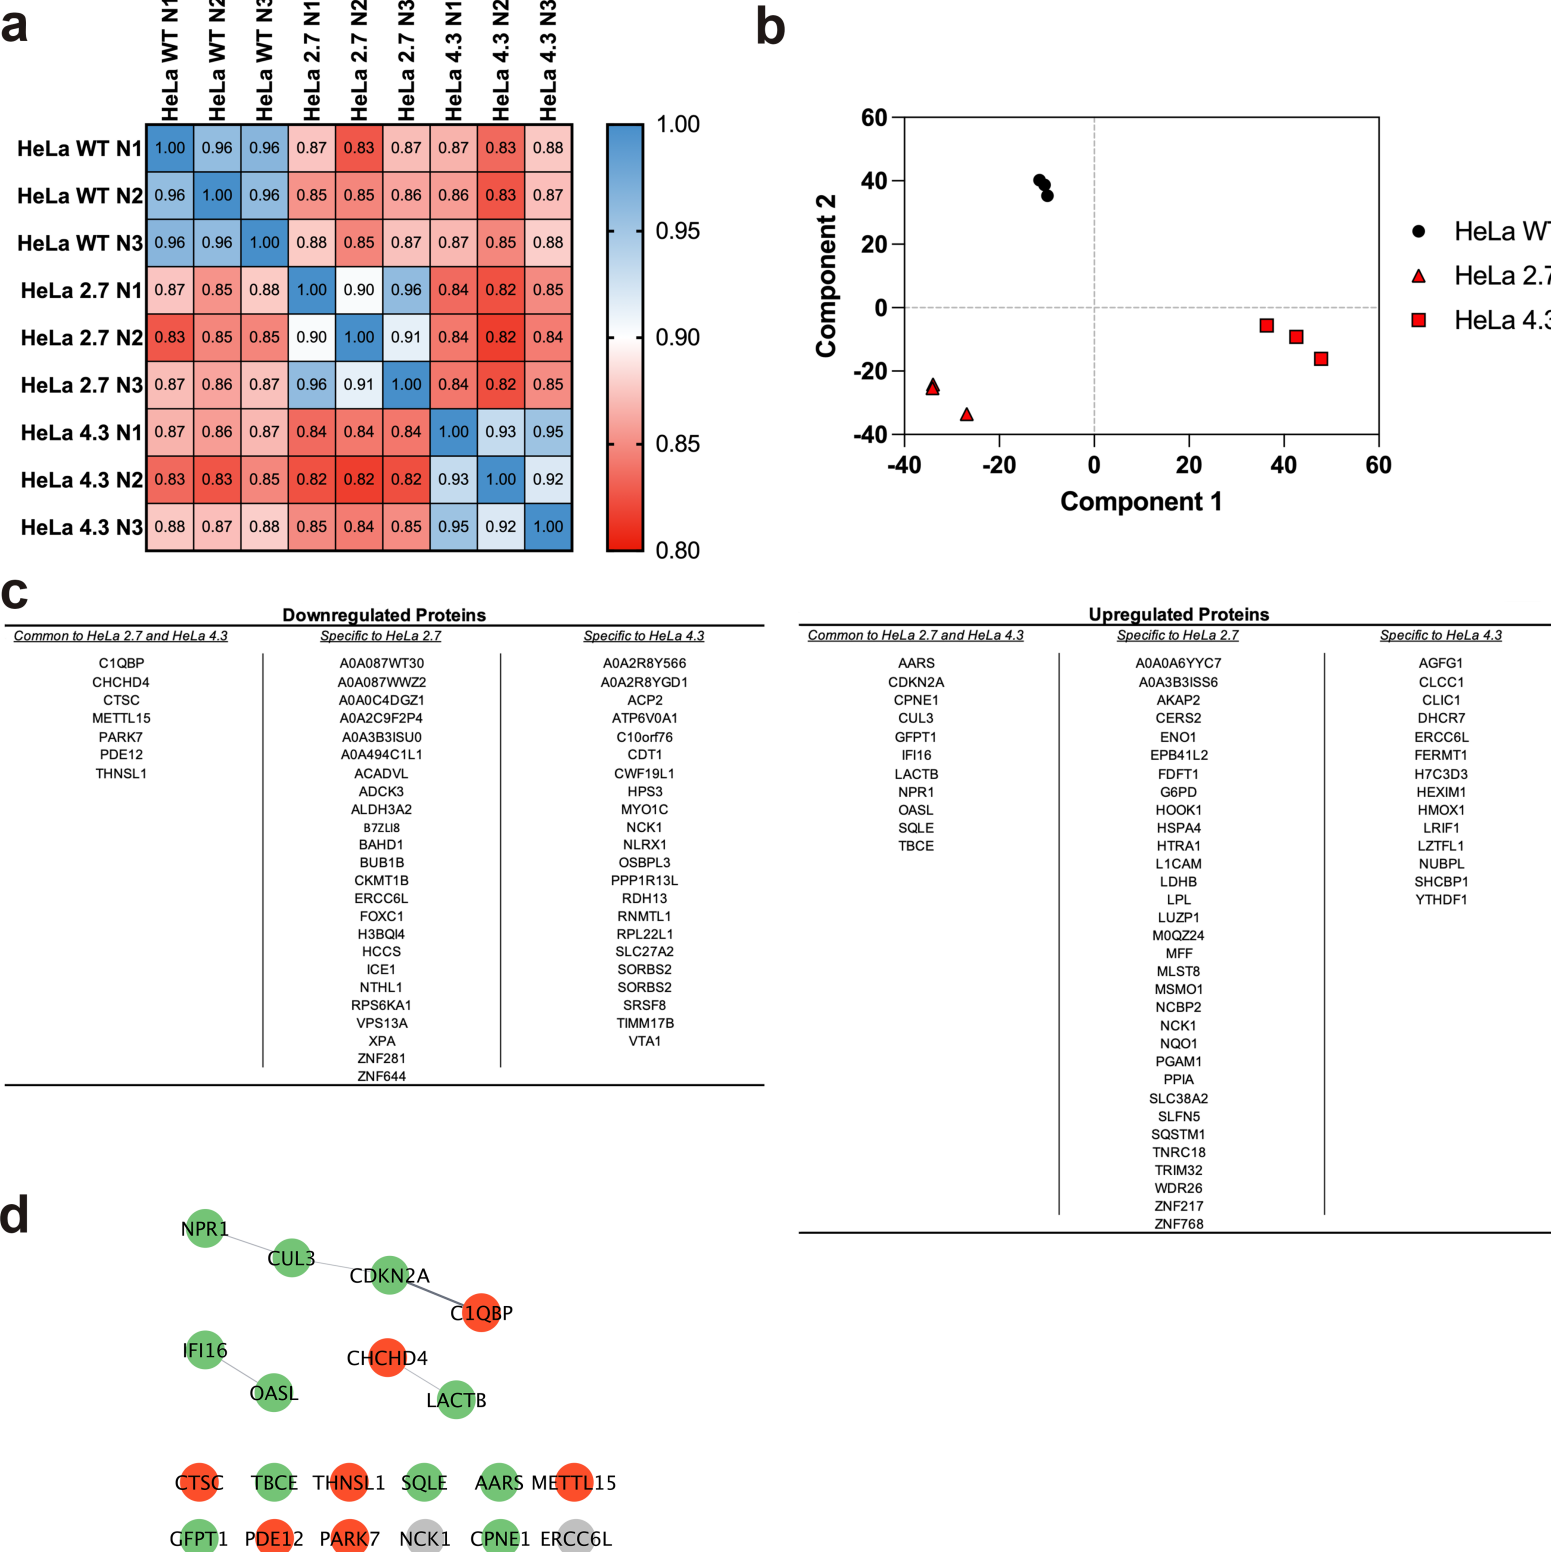 a
HeLa WT N1 HeLa WT N2 HeLa WT N3 HeLa 2.7 N1 HeLa 2.7 N2 HeLa 2.7 N3 HeLa 4.3 N1 HeLa 4.3 N2 HeLa 4.3 N3
HeLa WT N1 1.00 0.96 0.96 0.87 0.83 0.87 0.87 0.83 0.88
HeLa WT N2 0.96 1.00 0.96 0.85 0.85 0.86 0.86 0.83 0.87
HeLa WT N3 0.96 0.96 1.00 0.88 0.85 0.87 0.87 0.85 0.88
HeLa 2.7 N1 0.87 0.85 0.88 1.00 0.90 0.96 0.84 0.82 0.85
HeLa 2.7 N2 0.83 0.85 0.85 0.90 1.00 0.91 0.84 0.82 0.84
HeLa 2.7 N3 0.87 0.86 0.87 0.96 0.91 1.00 0.84 0.82 0.85
HeLa 4.3 N1 0.87 0.86 0.87 0.84 0.84 0.84 1.00 0.93 0.95
HeLa 4.3 N2 0.83 0.83 0.85 0.82 0.82 0.82 0.93 1.00 0.92
HeLa 4.3 N3 0.88 0.87 0.88 0.85 0.84 0.85 0.95 0.92 1.00
1.00
0.95
0.90
0.85
0.80
b
60
40
20
0
-20
-40
-40 -20 0 20 40 60
Component 2
Component 1
HeLa WT
HeLa 2.7
HeLa 4.3
c
Downregulated Proteins
Common to HeLa 2.7 and HeLa 4.3 Specific to HeLa 2.7 Specific to HeLa 4.3
C1QBP A0A087WT30 A0A2R8Y566
CHCHD4 A0A087WWZ2 A0A2R8YGD1
CTSC A0A0C4DGZ1 ACP2
METTL15 A0A2C9F2P4 ATP6V0A1
PARK7 A0A3B3ISU0 C10orf76
PDE12 A0A494C1L1 CDT1
THNSL1 ACADVL CWF19L1
ADCK3 HPS3
ALDH3A2 MYO1C
B7ZLI8 NCK1
BAHD1 NLRX1
BUB1B OSBPL3
CKMT1B PPP1R13L
ERCC6L RDH13
FOXC1 RNMTL1
H3BQI4 RPL22L1
HCCS SLC27A2
ICE1 SORBS2
NTHL1 SORBS2
RPS6KA1 SRSF8
VPS13A TIMM17B
XPA VTA1
ZNF281
ZNF644
Upregulated Proteins
Common to HeLa 2.7 and HeLa 4.3 Specific to HeLa 2.7 Specific to HeLa 4.3
AARS A0A0A6YYC7 AGFG1
CDKN2A A0A3B3ISS6 CLCC1
CPNE1 AKAP2 CLIC1
CUL3 CERS2 DHCR7
GFPT1 ENO1 ERCC6L
IFI16 EPB41L2 FERMT1
LACTB FDFT1 H7C3D3
NPR1 G6PD HEXIM1
OASL HOOK1 HMOX1
SQLE HSPA4 LRIF1
TBCE HTRA1 LZTFL1
L1CAM NUBPL
LDHB SHCBP1
LPL YTHDF1
LUZP1
M0QZ24
MFF
MLST8
MSMO1
NCBP2
NCK1
NQO1
PGAM1
PPIA
SLC38A2
SLFN5
SQSTM1
TNRC18
TRIM32
WDR26
ZNF217
ZNF768
d
NPR1
CUL3
CDKN2A
C1QBP
IFI16
CHCHD4
OASL
LACTB
CTSC TBCE THNSL1 SQLE AARS METTL15
GFPT1 PDE12 PARK7 NCK1 CPNE1 ERCC6L